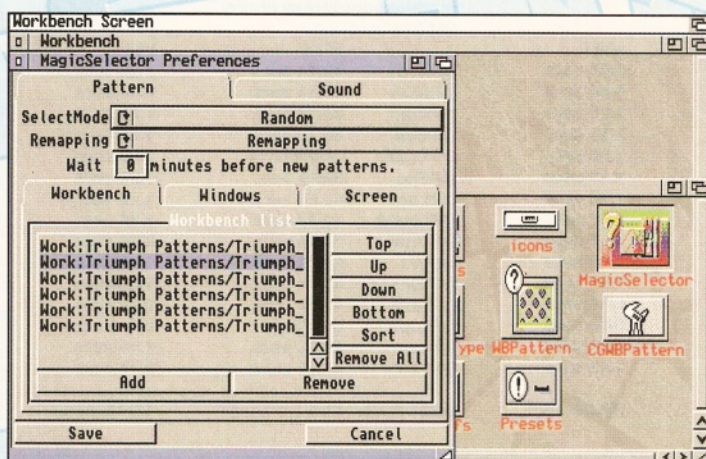 Workbench Screen
Workbench
MagicSelector Preferences
Pattern
Sound
SelectMode
Random
Remapping
Remapping
Wait 0 minutes before new patterns.
Workbench
Windows
Screen
Workbench list
Work:Triumph Patterns/Triumph_
Work:Triumph Patterns/Triumph_
Work:Triumph Patterns/Triumph_
Work:Triumph Patterns/Triumph_
Work:Triumph Patterns/Triumph_
Work:Triumph Patterns/Triumph_
Top
Up
Down
Bottom
Sort
Remove All
Add
Remove
Save
Cancel
icons
MagicSelector
s
ype
WBPattern
CGWBPattern
fs
Presets